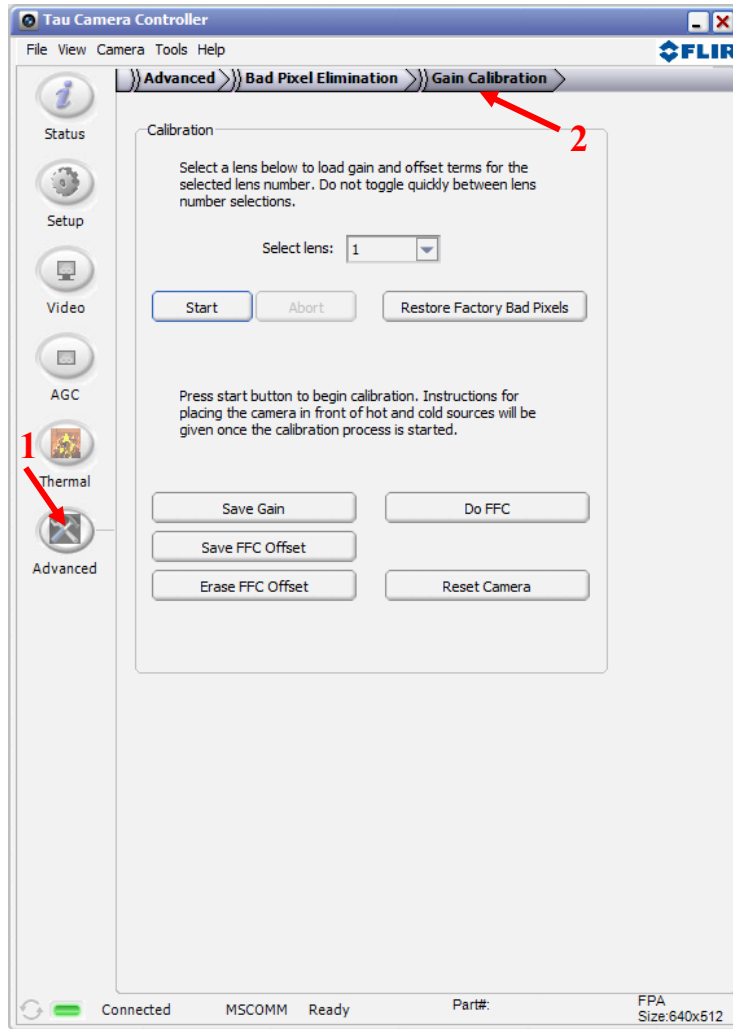 Tau Camera Controller
File View Camera Tools Help
FLIR
Advanced Bad Pixel Elimination Gain Calibration
2
Status
Setup
Video
AGC
1
Thermal
Advanced
Calibration
Select a lens below to load gain and offset terms for the
selected lens number. Do not toggle quickly between lens
number selections.
Select lens: 1
Start Abort Restore Factory Bad Pixels
Press start button to begin calibration. Instructions for
placing the camera in front of hot and cold sources will be
given once the calibration process is started.
Save Gain Do FFC
Save FFC Offset
Erase FFC Offset Reset Camera
Connected MSCOMM Ready Part#: FPA
Size:640x512